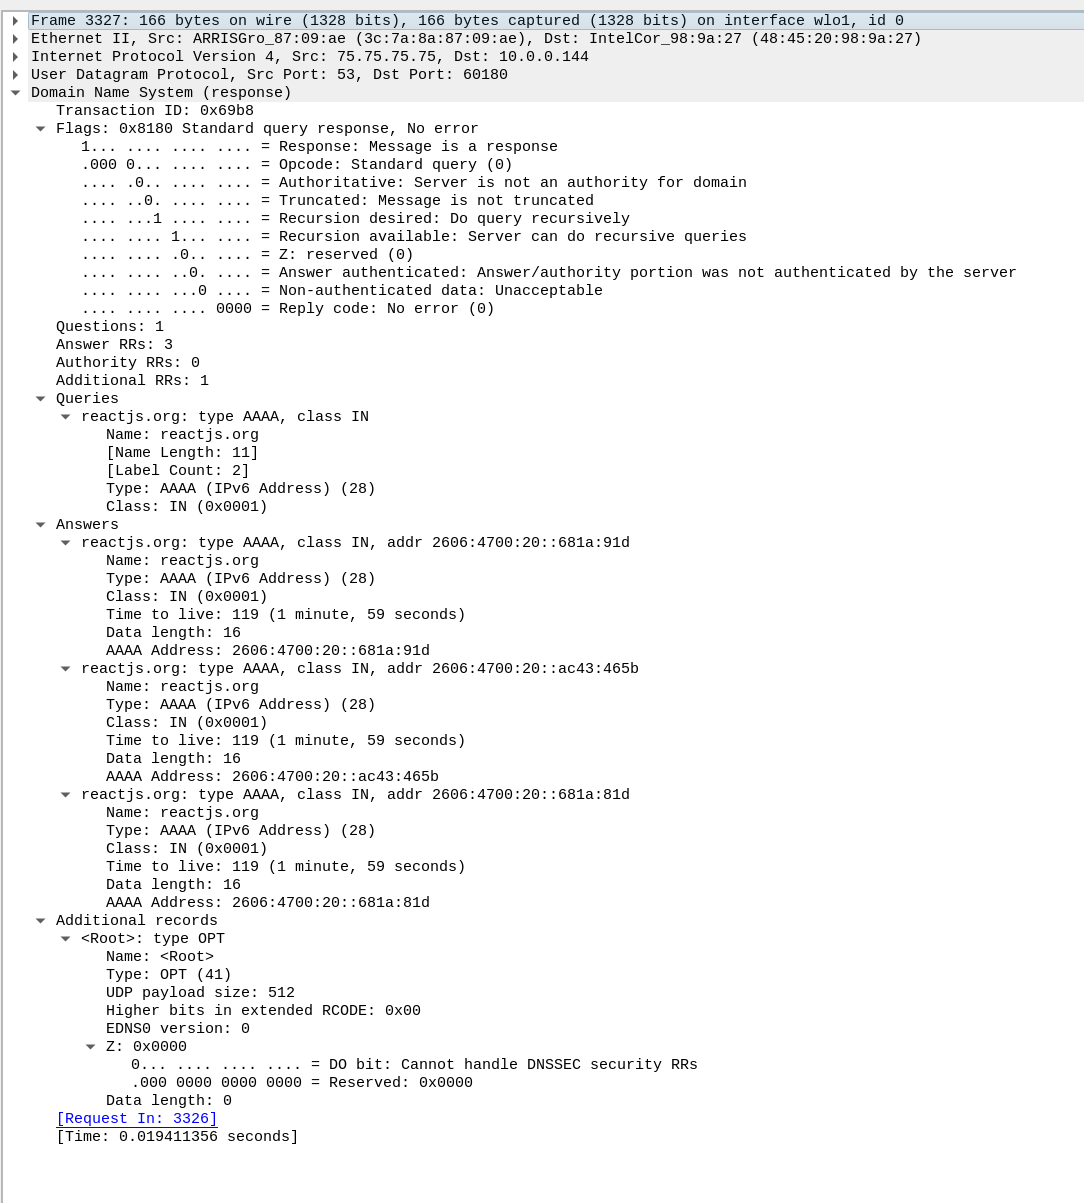 Frame 3327: 166 bytes on wire (1328 bits), 166 bytes captured (1328 bits) on interface wlo1, id 0
Ethernet II, Src: ARRISGro_87:09:ae (3c:7a:8a:87:09:ae), Dst: IntelCor_98:9a:27 (48:45:20:98:9a:27)
Internet Protocol Version 4, Src: 75.75.75.75, Dst: 10.0.0.144
User Datagram Protocol, Src Port: 53, Dst Port: 60180
Domain Name System (response)
Transaction ID: 0x69b8
Flags: 0x8180 Standard query response, No error
1... .... .... .... = Response: Message is a response
.000 0... .... .... = Opcode: Standard query (0)
.... .0.. .... .... = Authoritative: Server is not an authority for domain
.... ..0. .... .... = Truncated: Message is not truncated
.... ...1 .... .... = Recursion desired: Do query recursively
.... .... 1... .... = Recursion available: Server can do recursive queries
.... .... .0.. .... = Z: reserved (0)
.... .... ..0. .... = Answer authenticated: Answer/authority portion was not authenticated by the server
.... .... ...0 .... = Non-authenticated data: Unacceptable
.... .... .... 0000 = Reply code: No error (0)
Questions: 1
Answer RRs: 3
Authority RRs: 0
Additional RRs: 1
Queries
reactjs.org: type AAAA, class IN
Name: reactjs.org
[Name Length: 11]
[Label Count: 2]
Type: AAAA (IPv6 Address) (28)
Class: IN (0x0001)
Answers
reactjs.org: type AAAA, class IN, addr 2606:4700:20::681a:91d
Name: reactjs.org
Type: AAAA (IPv6 Address) (28)
Class: IN (0x0001)
Time to live: 119 (1 minute, 59 seconds)
Data length: 16
AAAA Address: 2606:4700:20::681a:91d
reactjs.org: type AAAA, class IN, addr 2606:4700:20::ac43:465b
Name: reactjs.org
Type: AAAA (IPv6 Address) (28)
Class: IN (0x0001)
Time to live: 119 (1 minute, 59 seconds)
Data length: 16
AAAA Address: 2606:4700:20::ac43:465b
reactjs.org: type AAAA, class IN, addr 2606:4700:20::681a:81d
Name: reactjs.org
Type: AAAA (IPv6 Address) (28)
Class: IN (0x0001)
Time to live: 119 (1 minute, 59 seconds)
Data length: 16
AAAA Address: 2606:4700:20::681a:81d
Additional records
<Root>: type OPT
Name: <Root>
Type: OPT (41)
UDP payload size: 512
Higher bits in extended RCODE: 0x00
EDNS0 version: 0
Z: 0x0000
0... .... .... .... = DO bit: Cannot handle DNSSEC security RRs
.000 0000 0000 0000 = Reserved: 0x0000
Data length: 0
[Request In: 3326]
[Time: 0.019411356 seconds]